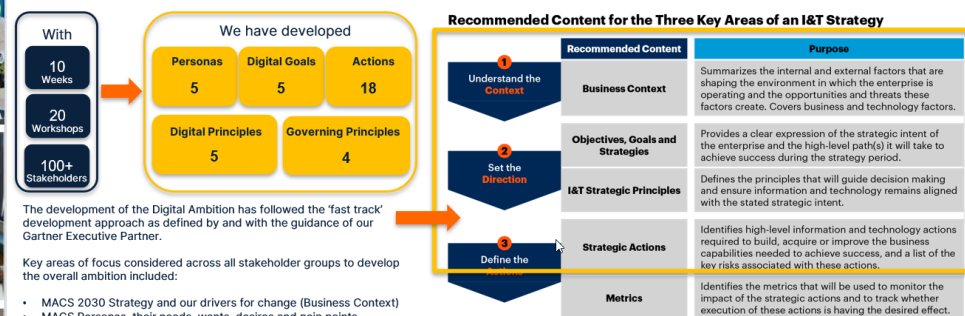 With
10
Weeks
20
Workshops
100+
Stakeholders
We have developed
Personas
5
Digital Goals
5
Actions
18
Digital Principles
5
Governing Principles
4
The development of the Digital Ambition has followed the 'fast track'
development approach as defined by and with the guidance of our
Gartner Executive Partner.
Key areas of focus considered across all stakeholder groups to develop
the overall ambition included:
• MACS 2030 Strategy and our drivers for change (Business Context)
• MACS Personas, their needs, wants, desires and pain points
Recommended Content for the Three Key Areas of an I&T Strategy
Recommended Content
Purpose
1
Understand the
Context
Business Context
Summarizes the internal and external factors that are
shaping the environment in which the enterprise is
operating and the opportunities and threats these
factors create. Covers business and technology factors.
2
Set the
Direction
Objectives, Goals and
Strategies
Provides a clear expression of the strategic intent of
the enterprise and the high-level path(s) it will take to
achieve success during the strategy period.
I&T Strategic Principles
Defines the principles that will guide decision making
and ensure information and technology remains aligned
with the stated strategic intent.
3
Define the
Actions
Strategic Actions
Identifies high-level information and technology actions
required to build, acquire or improve the business
capabilities needed to achieve success, and a list of the
key risks associated with these actions.
Metrics
Identifies the metrics that will be used to monitor the
impact of the strategic actions and to track whether
execution of these actions is having the desired effect.